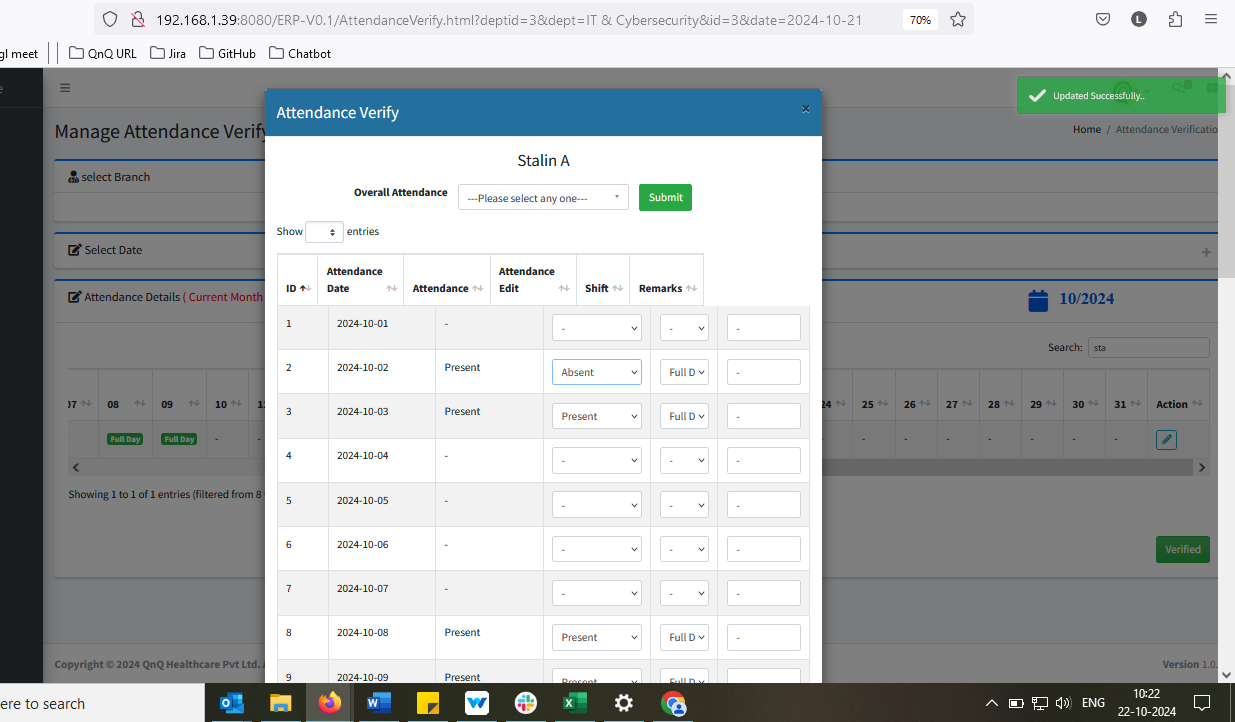 192.168.1.39:8080/ERP-V0.1/AttendanceVerify.html?deptid=3&dept=IT & Cybersecurity&id=3&date=2024-10-21 70% L
gl meet QnQ URL Jira GitHub Chatbot
Updated Successfully..
Attendance Verify ×
Manage Attendance Verify
Home / Attendance Verificatio
Stalin A
select Branch
Overall Attendance ---Please select any one--- Submit
Show entries
Select Date +
Attendance Details ( Current Month
10/2024
ID Attendance Date Attendance Attendance Edit Shift Remarks
Search: sta
07 08 09 10 24 25 26 27 28 29 30 31 Action
Full Day Full Day - - - - - - - - -
Showing 1 to 1 of 1 entries (filtered from 8
1 2024-10-01 - - - -
2 2024-10-02 Present Absent Full D -
3 2024-10-03 Present Present Full D -
4 2024-10-04 - - - -
5 2024-10-05 - - - -
6 2024-10-06 - - - -
7 2024-10-07 - - - -
8 2024-10-08 Present Present Full D -
9 2024-10-09 Present Present Full D
Verified
Copyright © 2024 QnQ Healthcare Pvt Ltd.
Version 1.0.
ere to search
ENG
10:22
22-10-2024